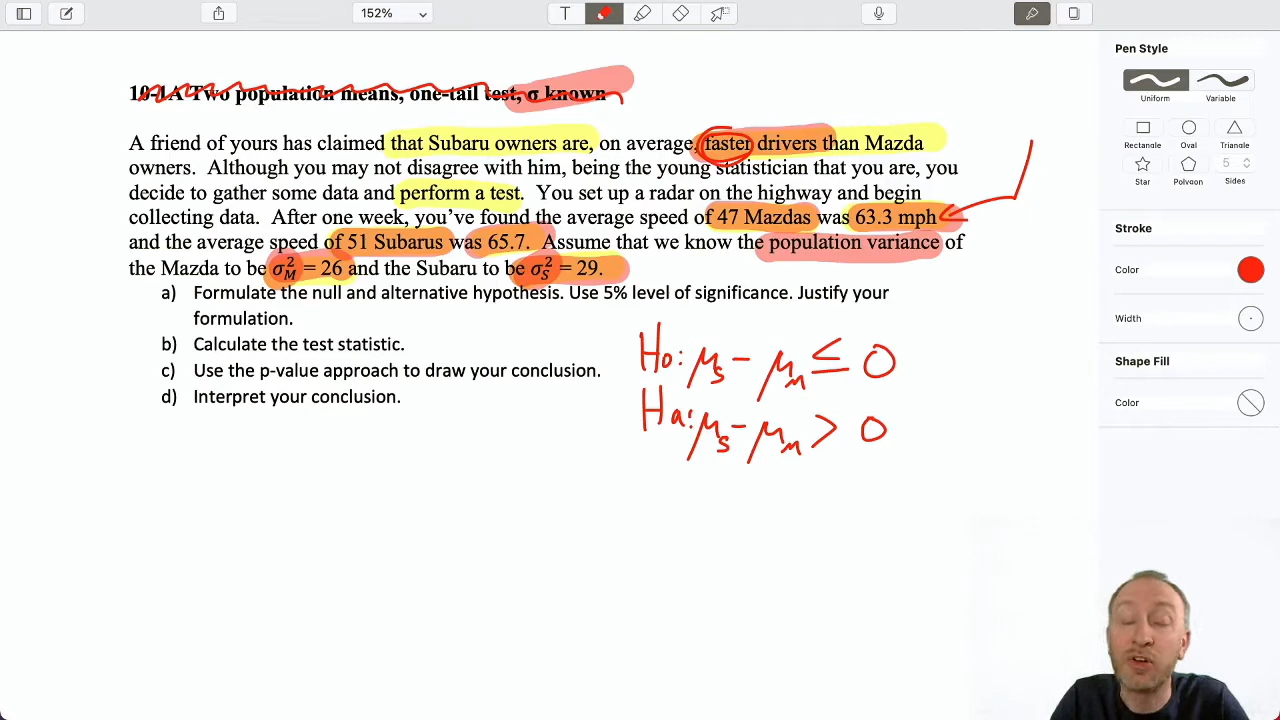 152%
T
10-1A Two population means, one-tail test, σ known
A friend of yours has claimed that Subaru owners are, on average, faster drivers than Mazda
owners. Although you may not disagree with him, being the young statistician that you are, you
decide to gather some data and perform a test. You set up a radar on the highway and begin
collecting data. After one week, you've found the average speed of 47 Mazdas was 63.3 mph
and the average speed of 51 Subarus was 65.7. Assume that we know the population variance of
the Mazda to be σ²_M = 26 and the Subaru to be σ²_S = 29.
a) Formulate the null and alternative hypothesis. Use 5% level of significance. Justify your
formulation.
b) Calculate the test statistic.
c) Use the p-value approach to draw your conclusion.
d) Interpret your conclusion.
Ho: μ_S - μ_M ≤ 0
Ha: μ_S - μ_M > 0
Pen Style
Uniform Variable
Rectangle Oval Triangle
Star Polygon 5 Sides
Stroke
Color
Width
Shape Fill
Color